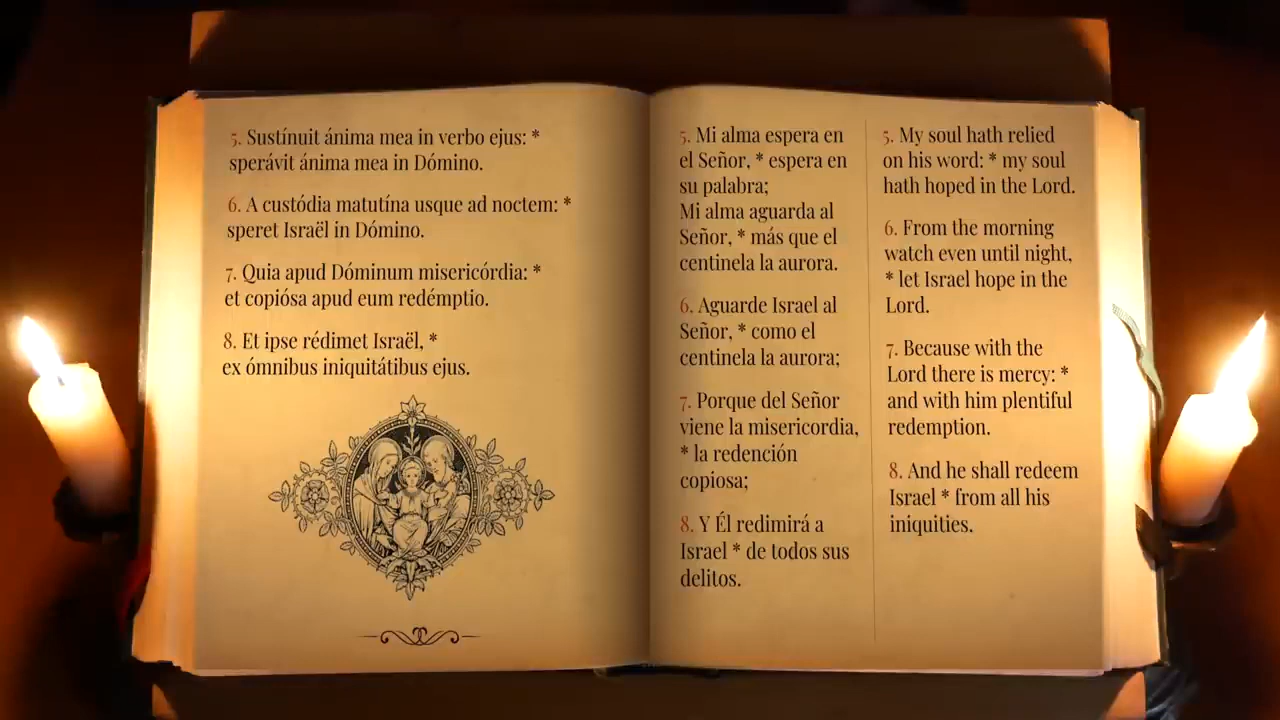 5. Sustínuit ánima mea in verbo ejus: *
sperávit ánima mea in Dómino.
6. A custódia matutína usque ad noctem: *
speret Israël in Dómino.
7. Quia apud Dóminum misericórdia: *
et copiósa apud eum redémptio.
8. Et ipse rédimet Israël, *
ex ómnibus iniquitátibus ejus.
5. Mi alma espera en
el Señor, * espera en
su palabra;
Mi alma aguarda al
Señor, * más que el
centinela la aurora.
6. Aguarde Israel al
Señor, * como el
centinela la aurora;
7. Porque del Señor
viene la misericordia,
* la redención
copiosa;
8. Y Él redimirá a
Israel * de todos sus
delitos.
5. My soul hath relied
on his word: * my soul
hath hoped in the Lord.
6. From the morning
watch even until night,
* let Israel hope in the
Lord.
7. Because with the
Lord there is mercy: *
and with him plentiful
redemption.
8. And he shall redeem
Israel * from all his
iniquities.